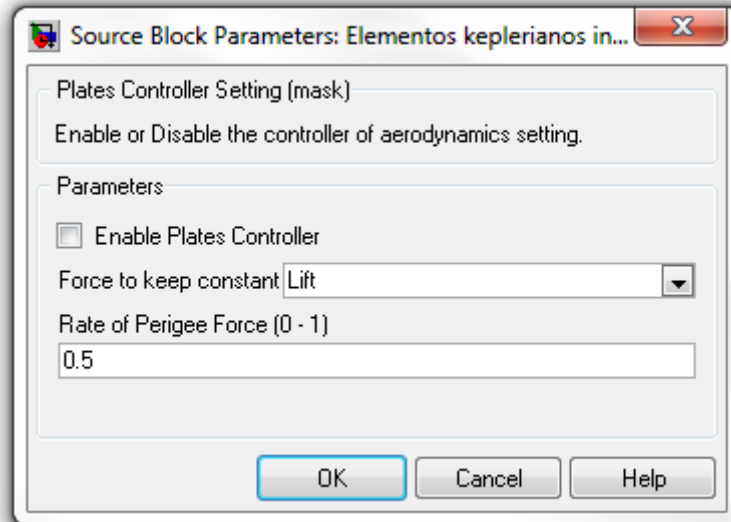 Source Block Parameters: Elementos keplerianos in...
Plates Controller Setting (mask)
Enable or Disable the controller of aerodynamics setting.
Parameters
Enable Plates Controller
Force to keep constant Lift
Rate of Perigee Force (0 - 1)
0.5
OK Cancel Help